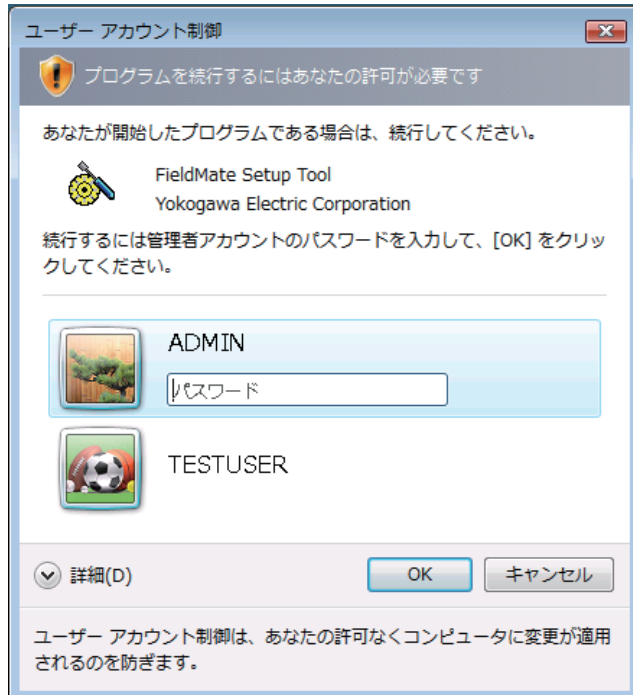 ユーザー アカウント制御
プログラムを続行するにはあなたの許可が必要です
あなたが開始したプログラムである場合は、続行してください。
FieldMate Setup Tool
Yokogawa Electric Corporation
続行するには管理者アカウントのパスワードを入力して、[OK] をクリッ
クしてください。
ADMIN
パスワード
TESTUSER
詳細(D)
OK
キャンセル
ユーザー アカウント制御は、あなたの許可なくコンピュータに変更が適用
されるのを防ぎます。